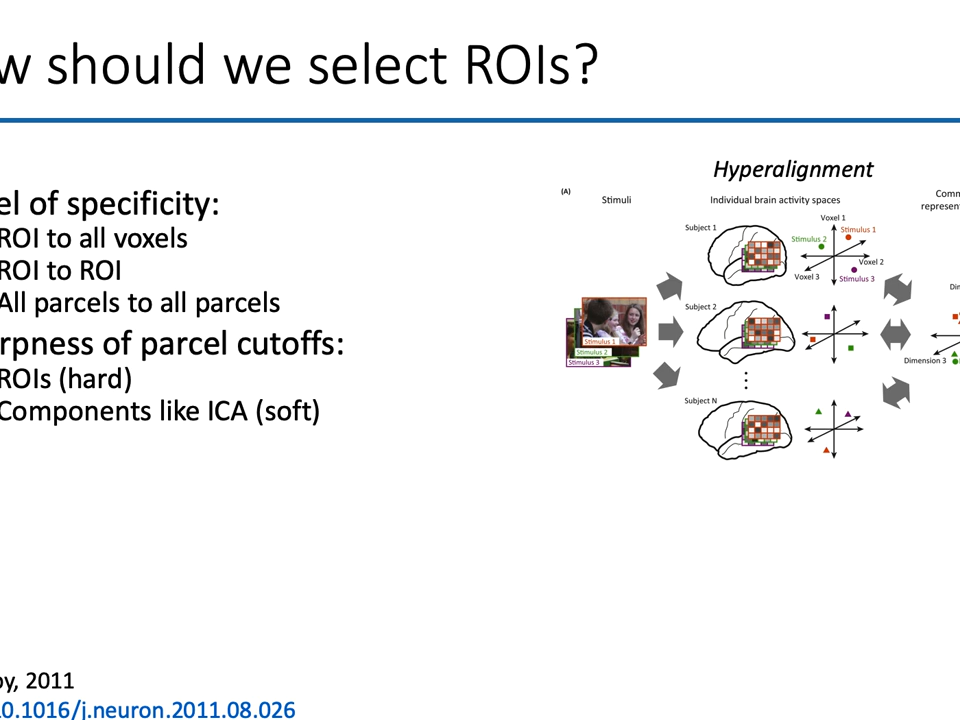 w should we select ROIs?
el of specificity:
ROI to all voxels
ROI to ROI
All parcels to all parcels
rpness of parcel cutoffs:
ROIs (hard)
Components like ICA (soft)
Hyperalignment
(A)
Stimuli
Individual brain activity spaces
Comm
represent
Subject 1
Voxel 1
Stimulus 1
Stimulus 2
Voxel 2
Voxel 3
Stimulus 3
Subject 2
Dim
Stimulus 1
Stimulus 2
Stimulus 3
Dimension 3
Subject N
by, 2011
10.1016/j.neuron.2011.08.026